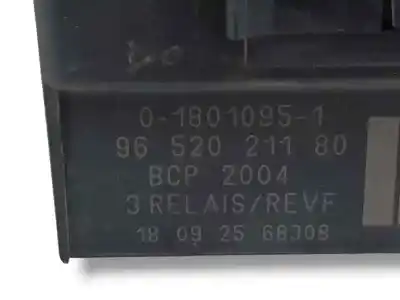 0-1801095-1
96 520 211 80
BCP 2004
3 RELAIS/REVF
18 09 25 68J08